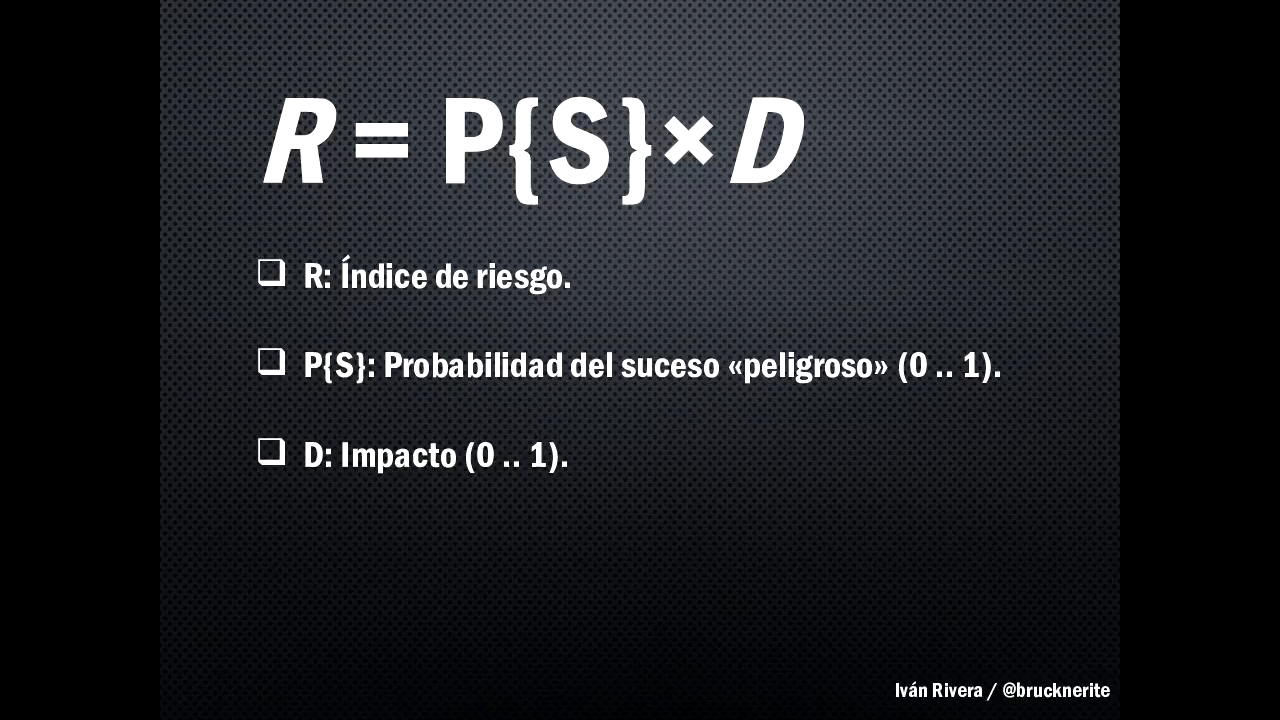 R = P{S}×D
❑ R: Índice de riesgo.
❑ P{S}: Probabilidad del suceso «peligroso» (0 .. 1).
❑ D: Impacto (0 .. 1).
Iván Rivera / @brucknerite